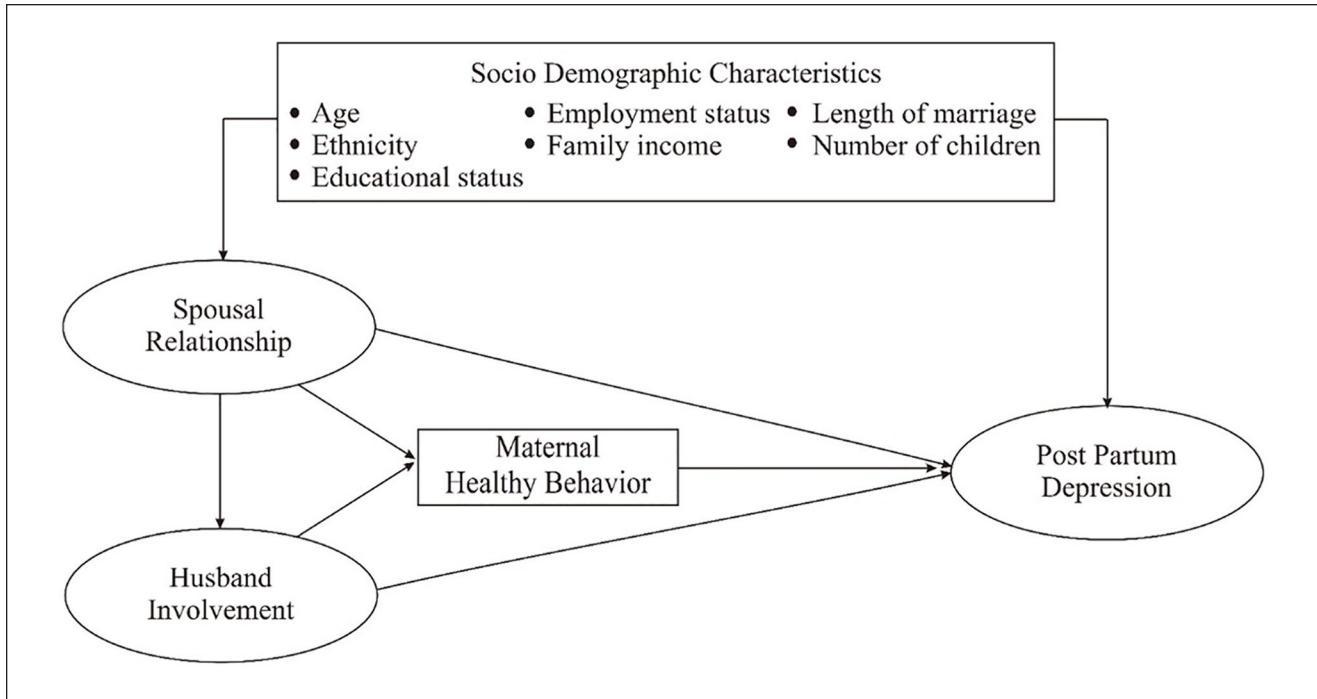 Socio Demographic Characteristics
• Age
• Ethnicity
• Educational status
• Employment status
• Family income
• Length of marriage
• Number of children
Spousal
Relationship
Maternal
Healthy Behavior
Post Partum
Depression
Husband
Involvement